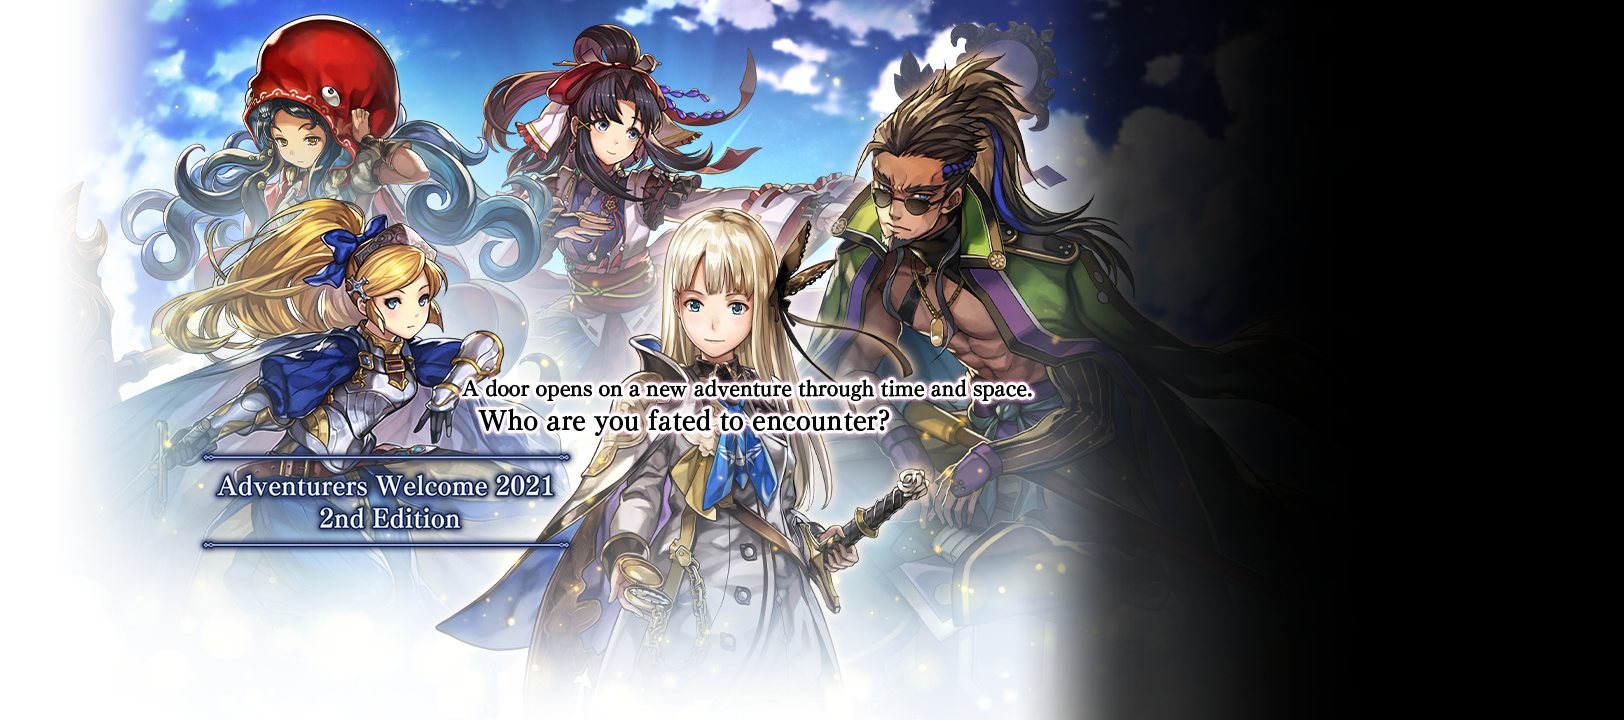 A door opens on a new adventure through time and space.
Who are you fated to encounter?
Adventurers Welcome 2021
2nd Edition